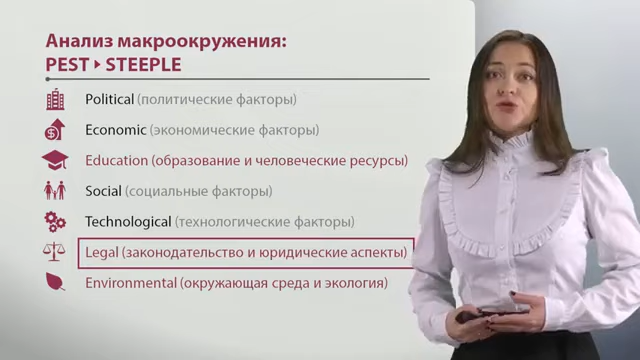 Анализ макроокружения:
PEST ▸ STEEPLE
Political (политические факторы)
Economic (экономические факторы)
Education (образование и человеческие ресурсы)
Social (социальные факторы)
Technological (технологические факторы)
Legal (законодательство и юридические аспекты)
Environmental (окружающая среда и экология)